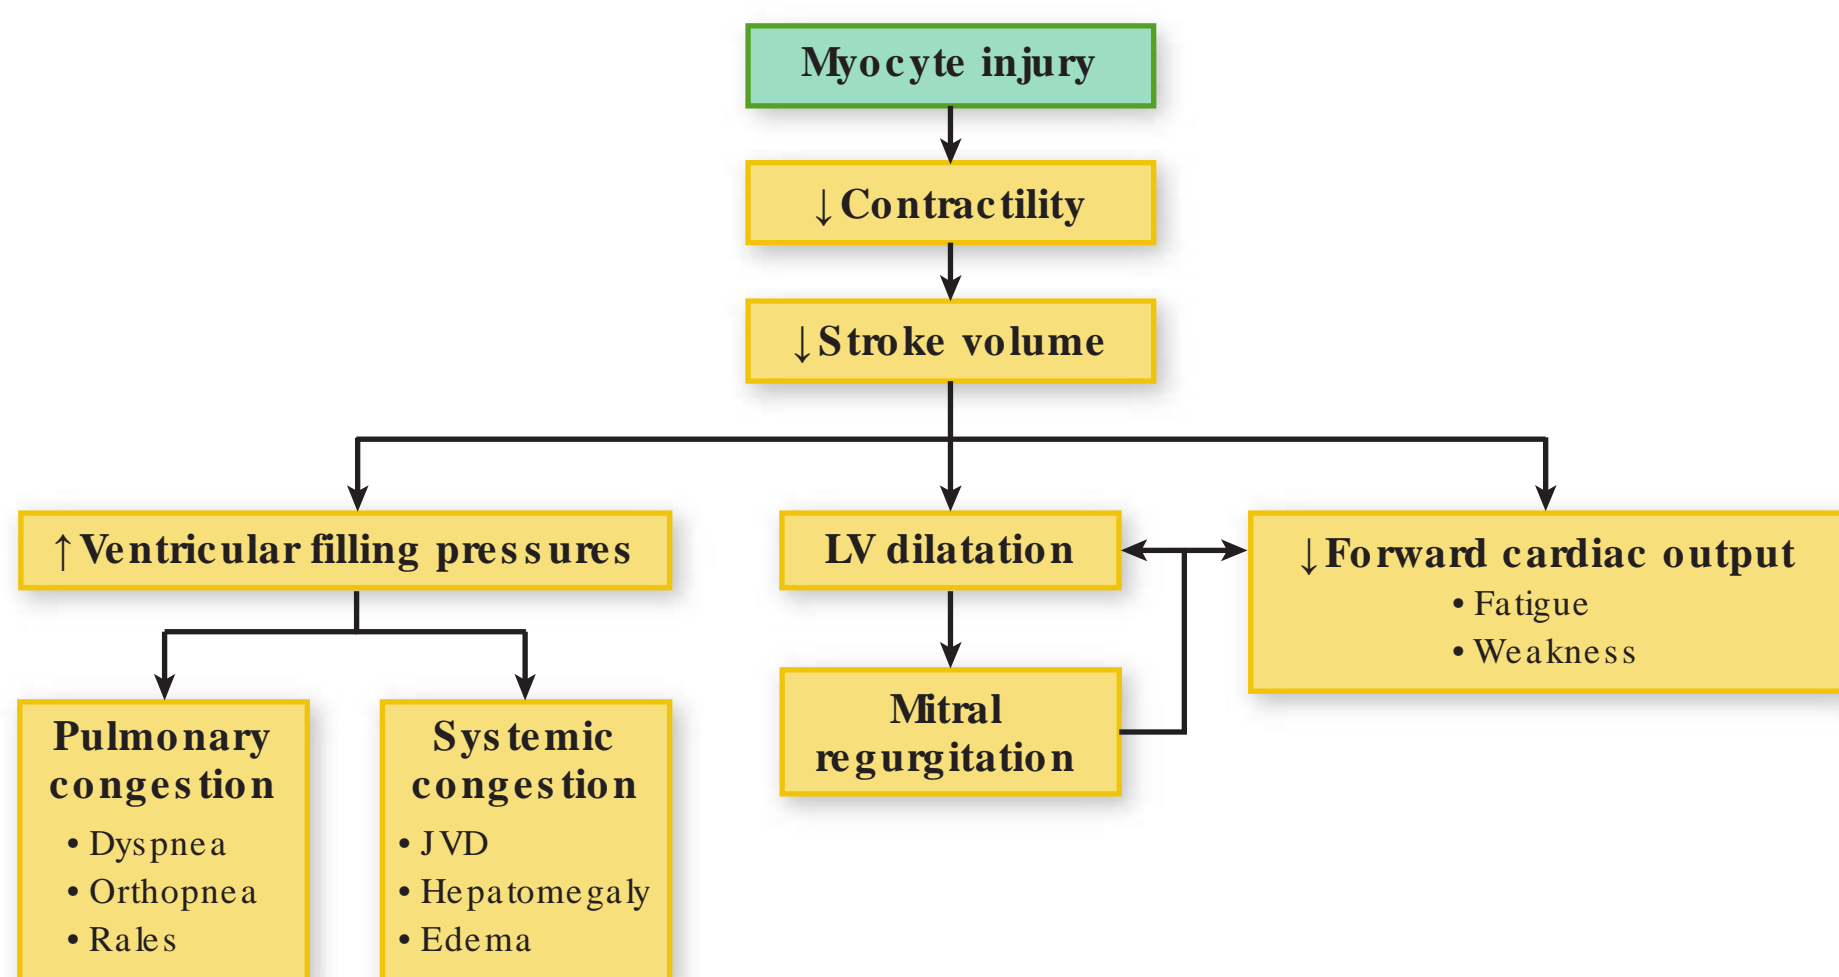 Myocyte injury
↓ Contractility
↓ Stroke volume
↑ Ventricular filling pressures
LV dilatation
↓ Forward cardiac output
• Fatigue
• Weakness
Mitral
regurgitation
Pulmonary
congestion
• Dyspnea
• Orthopnea
• Rales
Systemic
congestion
• JVD
• Hepatomegaly
• Edema